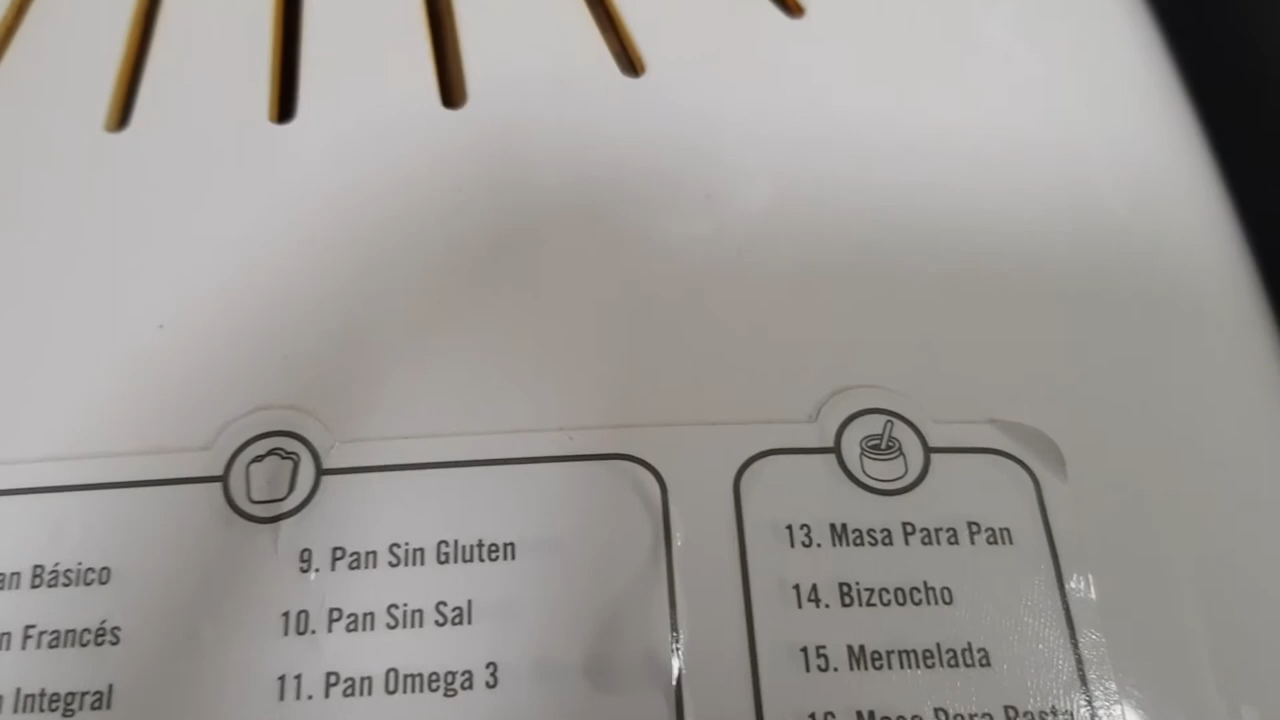 Básico
Francés
Integral
9. Pan Sin Gluten
10. Pan Sin Sal
11. Pan Omega 3
13. Masa Para Pan
14. Bizcocho
15. Mermelada